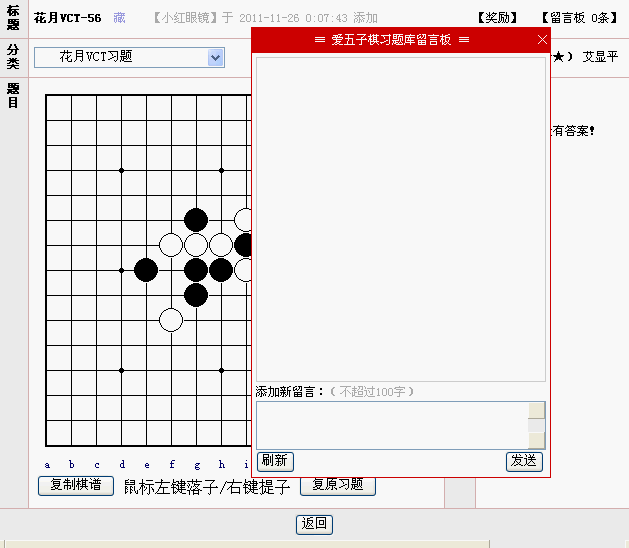 标题
花月VCT-56 藏 【小红眼镜】于 2011-11-26 0:07:43 添加 【奖励】 【留言板 0条】
═ 爱五子棋习题库留言板 ═
分类
花月VCT习题
★） 艾显平
题目
有答案!
添加新留言：（不超过100字）
刷新 发送
a b c d e f g h i
复制棋谱 鼠标左键落子/右键提子 复原习题
返回